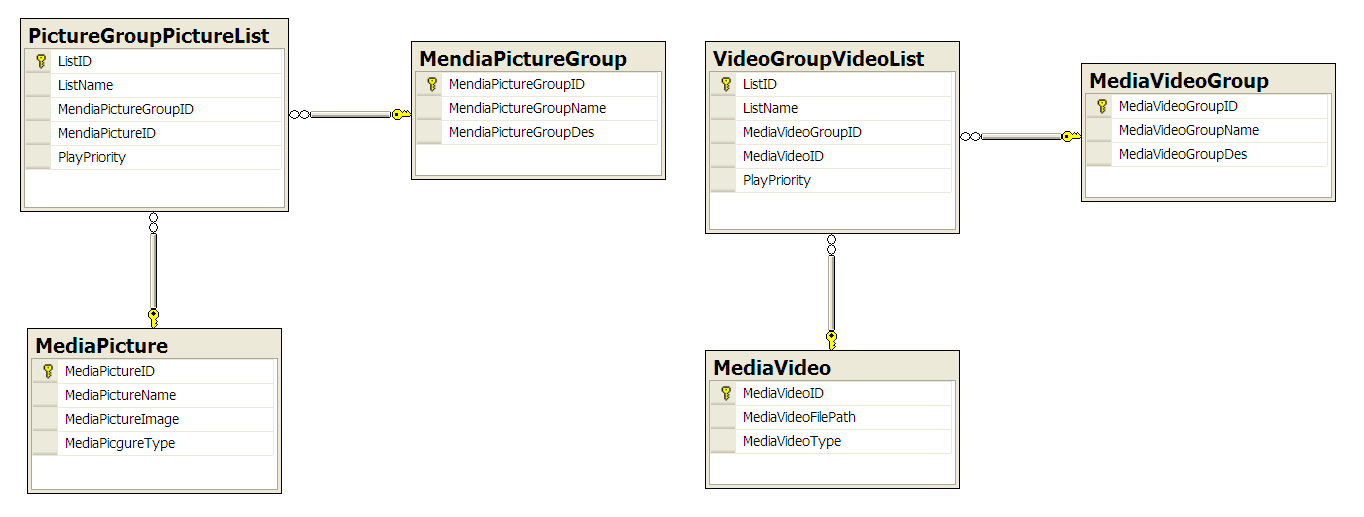 PictureGroupPictureList
ListID
ListName
MendiaPictureGroupID
MendiaPictureID
PlayPriority
MendiaPictureGroup
MendiaPictureGroupID
MendiaPictureGroupName
MendiaPictureGroupDes
MediaPicture
MediaPictureID
MediaPictureName
MediaPictureImage
MediaPicgureType
VideoGroupVideoList
ListID
ListName
MediaVideoGroupID
MediaVideoID
PlayPriority
MediaVideoGroup
MediaVideoGroupID
MediaVideoGroupName
MediaVideoGroupDes
MediaVideo
MediaVideoID
MediaVideoFilePath
MediaVideoType